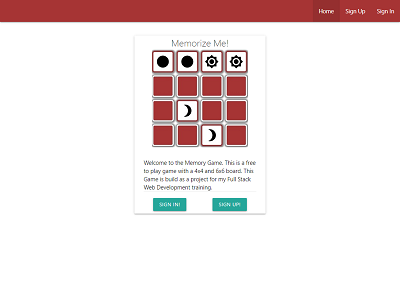 Home Sign Up Sign In
Memorize Me!
Welcome to the Memory Game. This is a free
to play game with a 4x4 and 6x6 board. This
Game is build as a project for my Full Stack
Web Development training.
SIGN IN! SIGN UP!